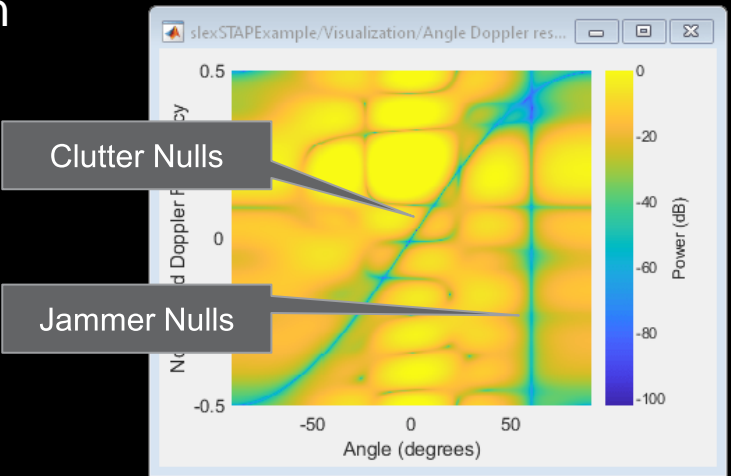 slexSTAPExample/Visualization/Angle Doppler res...
0.5
0
-0.5
-50
0
50
Angle (degrees)
d Doppler
Clutter Nulls
Jammer Nulls
0
-20
-40
-60
-80
-100
Power (dB)